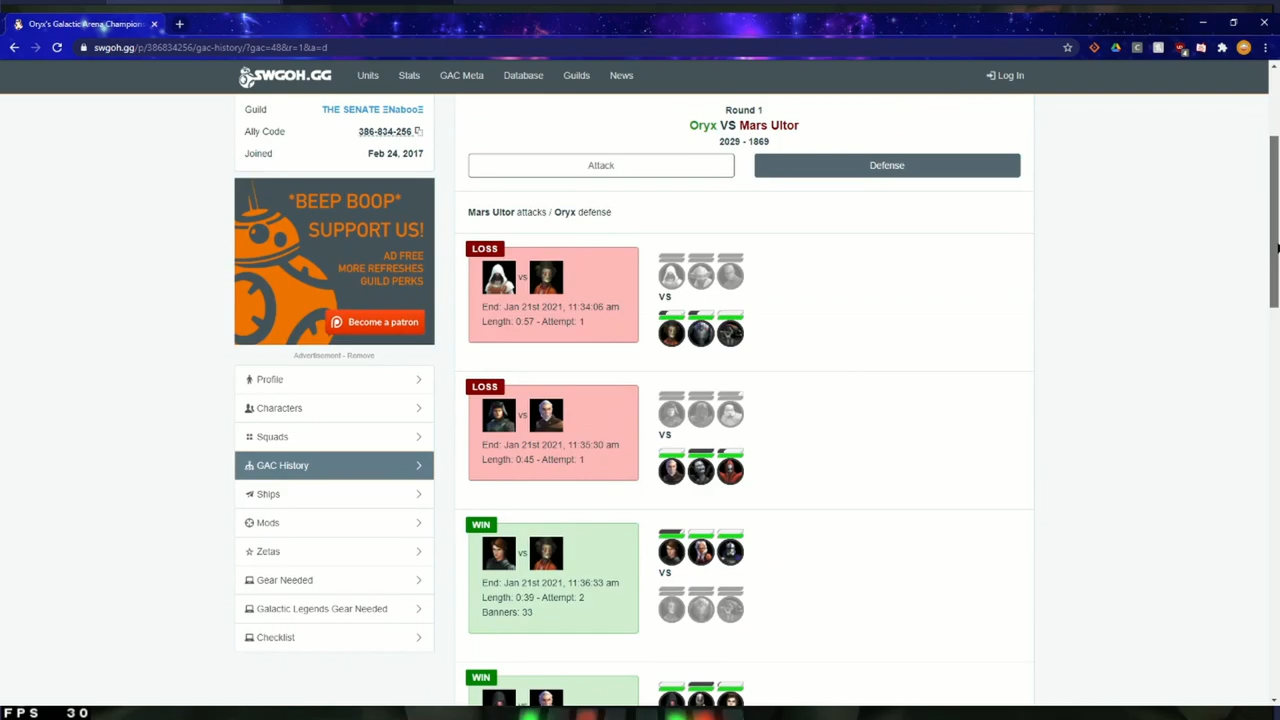 Oryx's Galactic Arena Champions
swgoh.gg/p/386834256/gac-history/?gac=48&r=1&a=d
SWGOH.GG
Units
Stats
GAC Meta
Database
Guilds
News
Log In
Guild
THE SENATE ΞNabooΞ
Ally Code
386-834-256
Joined
Feb 24, 2017
*BEEP BOOP*
SUPPORT US!
AD FREE
MORE REFRESHES
GUILD PERKS
Become a patron
Advertisement - Remove
Profile
Characters
Squads
GAC History
Ships
Mods
Zetas
Gear Needed
Galactic Legends Gear Needed
Checklist
Round 1
Oryx VS Mars Ultor
2029 - 1869
Attack
Defense
Mars Ultor attacks / Oryx defense
LOSS
vs
End: Jan 21st 2021, 11:34:06 am
Length: 0:57 - Attempt: 1
VS
LOSS
vs
End: Jan 21st 2021, 11:35:30 am
Length: 0:45 - Attempt: 1
VS
WIN
vs
End: Jan 21st 2021, 11:36:33 am
Length: 0:39 - Attempt: 2
Banners: 33
VS
WIN
vs
FPS 30